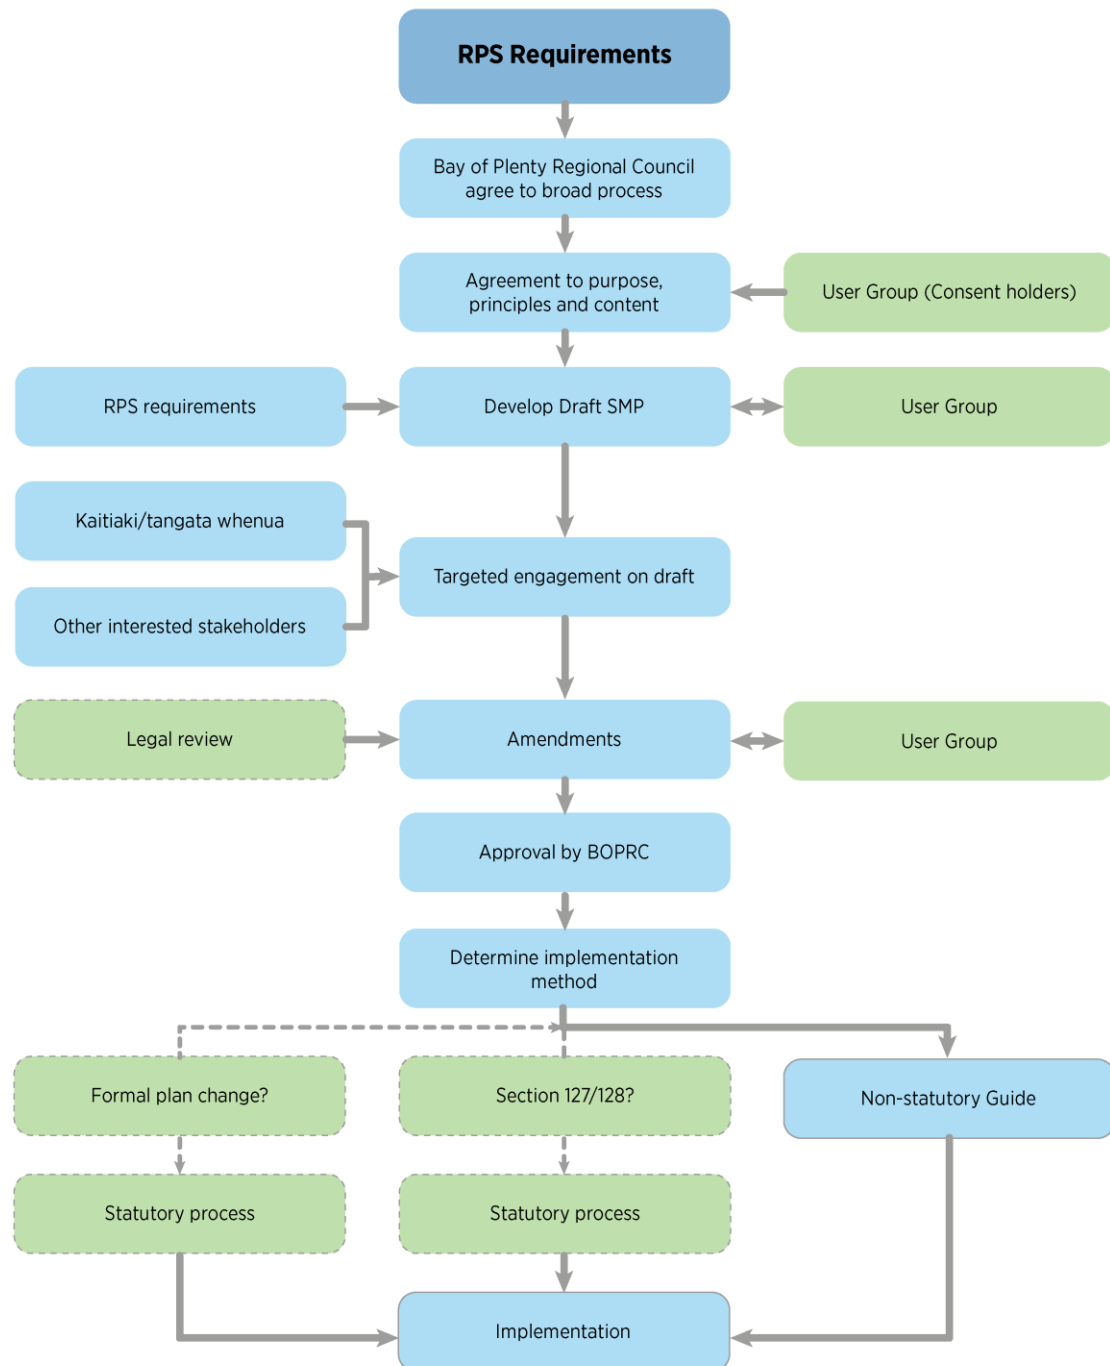 RPS Requirements
Bay of Plenty Regional Council
agree to broad process
Agreement to purpose,
principles and content
User Group (Consent holders)
RPS requirements
Develop Draft SMP
User Group
Kaitiaki/tangata whenua
Targeted engagement on draft
Other interested stakeholders
Legal review
Amendments
User Group
Approval by BOPRC
Determine implementation
method
Formal plan change?
Section 127/128?
Non-statutory Guide
Statutory process
Statutory process
Implementation